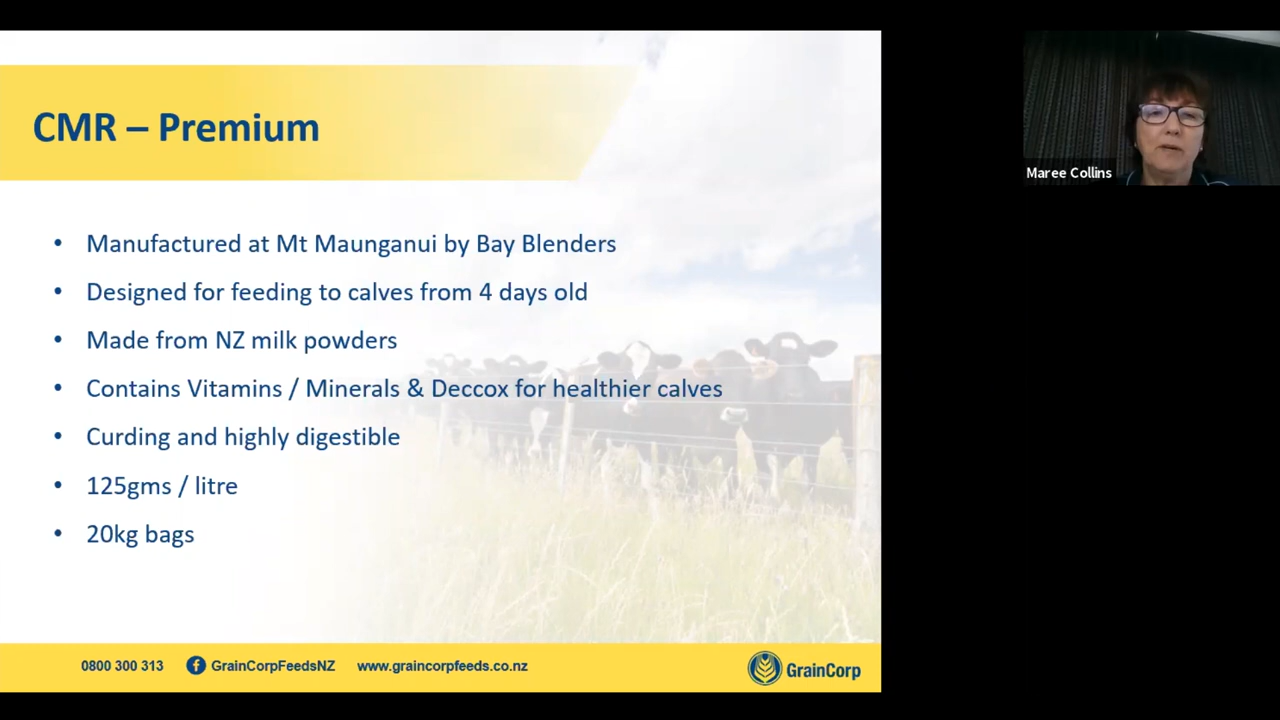 CMR – Premium
Maree Collins
• Manufactured at Mt Maunganui by Bay Blenders
• Designed for feeding to calves from 4 days old
• Made from NZ milk powders
• Contains Vitamins / Minerals & Deccox for healthier calves
• Curding and highly digestible
• 125gms / litre
• 20kg bags
0800 300 313 GrainCorpFeedsNZ www.graincorpfeeds.co.nz GrainCorp